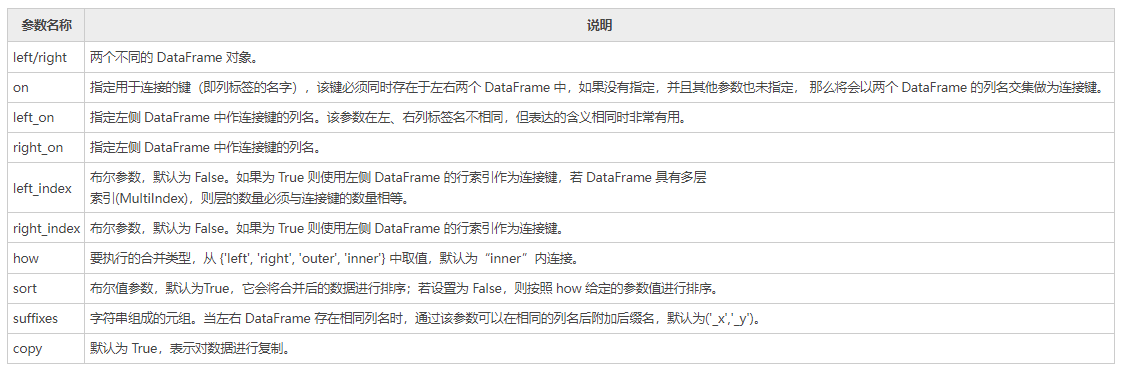 参数名称 说明
left/right 两个不同的 DataFrame 对象。
on 指定用于连接的键（即列标签的名字），该键必须同时存在于左右两个 DataFrame 中，如果没有指定，并且其他参数也未指定， 那么将会以两个 DataFrame 的列名交集做为连接键。
left_on 指定左侧 DataFrame 中作连接键的列名。该参数在左、右列标签名不相同，但表达的含义相同时非常有用。
right_on 指定左侧 DataFrame 中作连接键的列名。
left_index 布尔参数，默认为 False。如果为 True 则使用左侧 DataFrame 的行索引作为连接键，若 DataFrame 具有多层
索引(MultiIndex)，则层的数量必须与连接键的数量相等。
right_index 布尔参数，默认为 False。如果为 True 则使用左侧 DataFrame 的行索引作为连接键。
how 要执行的合并类型，从 {'left', 'right', 'outer', 'inner'} 中取值，默认为“inner”内连接。
sort 布尔值参数，默认为True，它会将合并后的数据进行排序；若设置为 False，则按照 how 给定的参数值进行排序。
suffixes 字符串组成的元组。当左右 DataFrame 存在相同列名时，通过该参数可以在相同的列名后附加后缀名，默认为('_x','_y')。
copy 默认为 True，表示对数据进行复制。